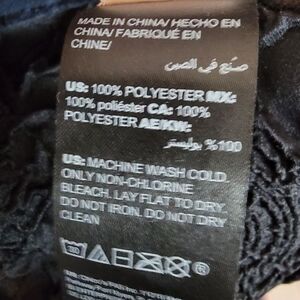 MADE IN CHINA/ HECHO EN
CHINA/ FABRIQUÉ EN
CHINE/
صنع في الصين
US: 100% POLYESTER MX:
100% poliéster CA: 100%
POLYESTER AE/KW:
100% بوليستر
US: MACHINE WASH COLD.
ONLY NON-CHLORINE
BLEACH. LAY FLAT TO DRY.
DO NOT IRON. DO NOT DRY
CLEAN
30